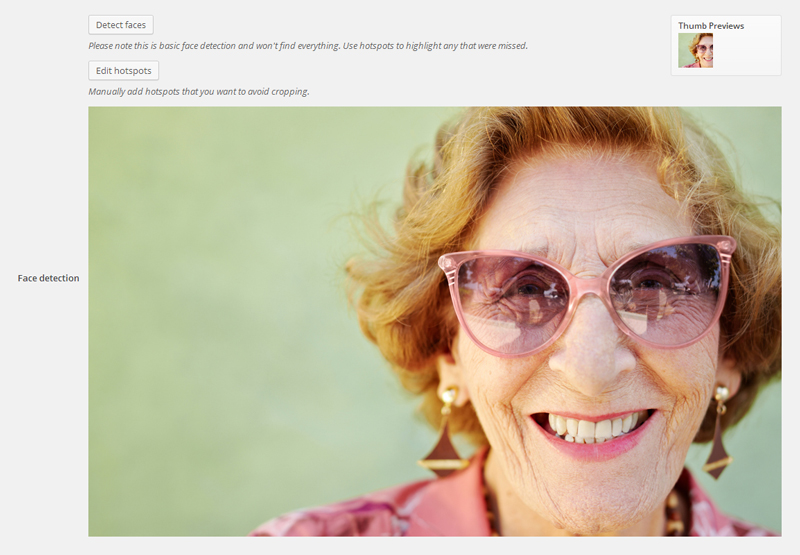 Detect faces
Please note this is basic face detection and won't find everything. Use hotspots to highlight any that were missed.
Edit hotspots
Manually add hotspots that you want to avoid cropping.
Thumb Previews
Face detection